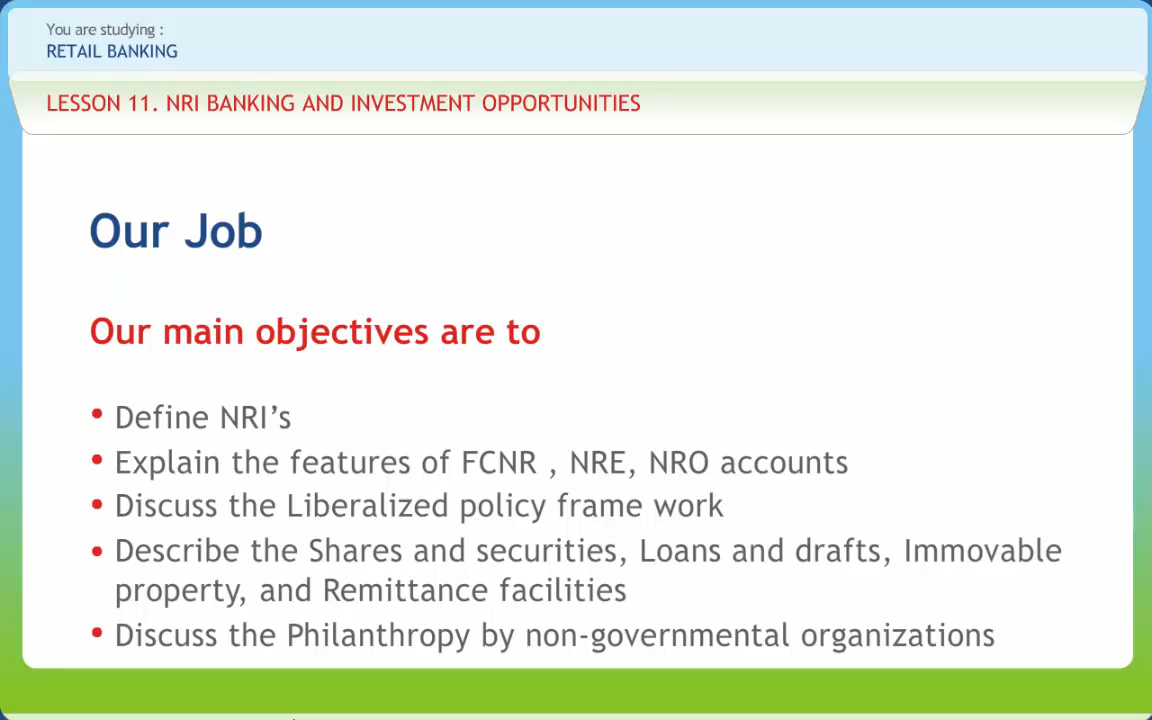 You are studying :
RETAIL BANKING
LESSON 11. NRI BANKING AND INVESTMENT OPPORTUNITIES
Our Job
Our main objectives are to
• Define NRI’s
• Explain the features of FCNR , NRE, NRO accounts
• Discuss the Liberalized policy frame work
• Describe the Shares and securities, Loans and drafts, Immovable
property, and Remittance facilities
• Discuss the Philanthropy by non-governmental organizations